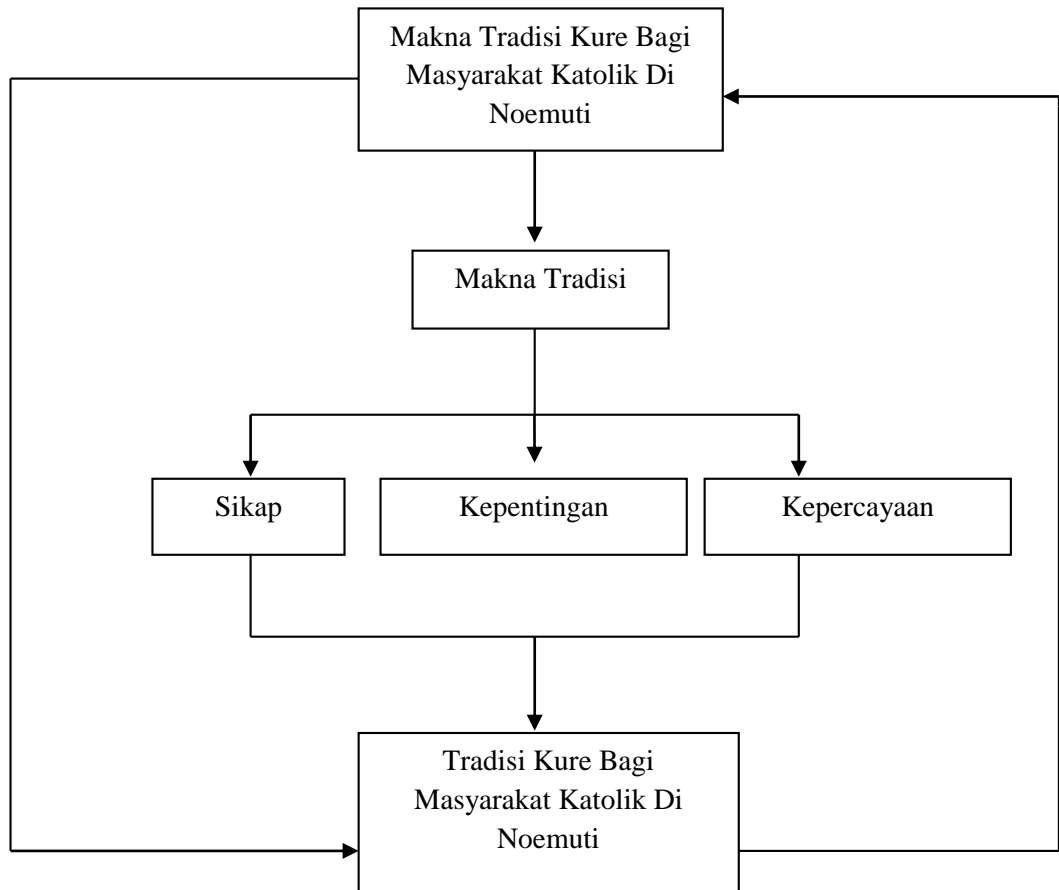 Makna Tradisi Kure Bagi
Masyarakat Katolik Di
Noemuti
Makna Tradisi
Sikap
Kepentingan
Kepercayaan
Tradisi Kure Bagi
Masyarakat Katolik Di
Noemuti